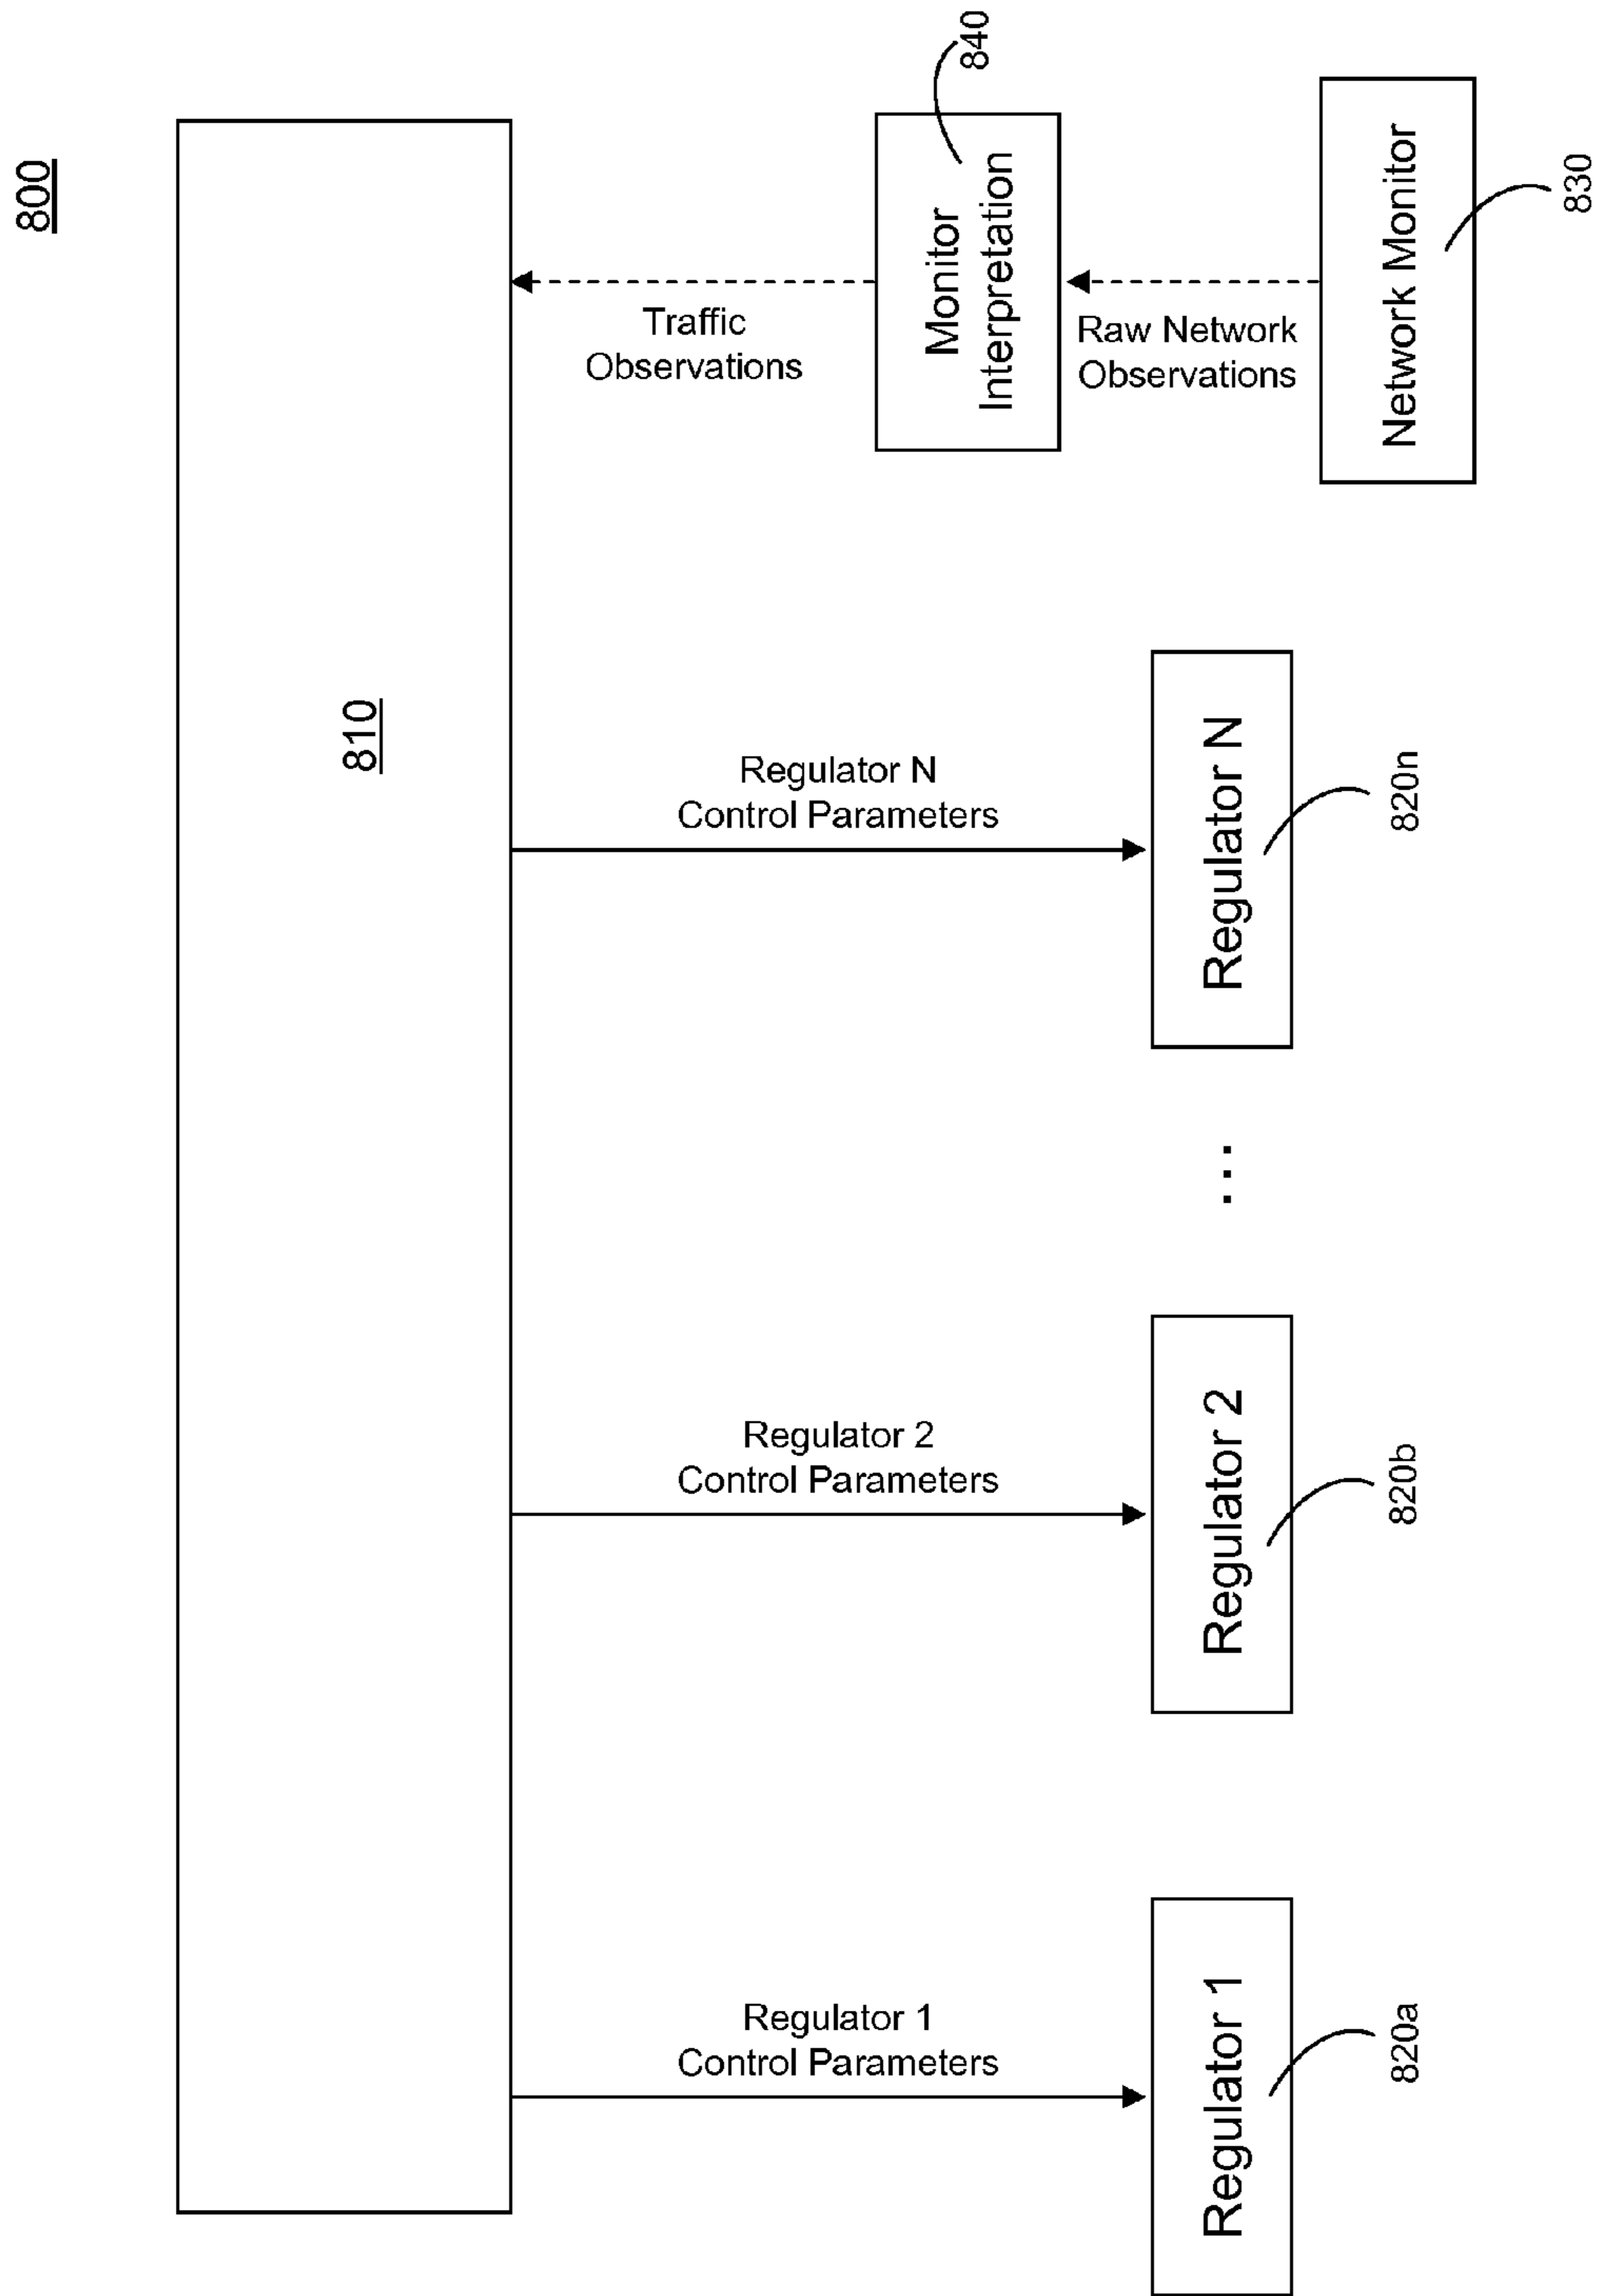 800
810
Regulator 1
Control Parameters
Regulator 2
Control Parameters
Regulator N
Control Parameters
Traffic
Observations
Monitor
Interpretation
840
Raw Network
Observations
Regulator 1
820a
Regulator 2
820b
...
Regulator N
820n
Network Monitor
830